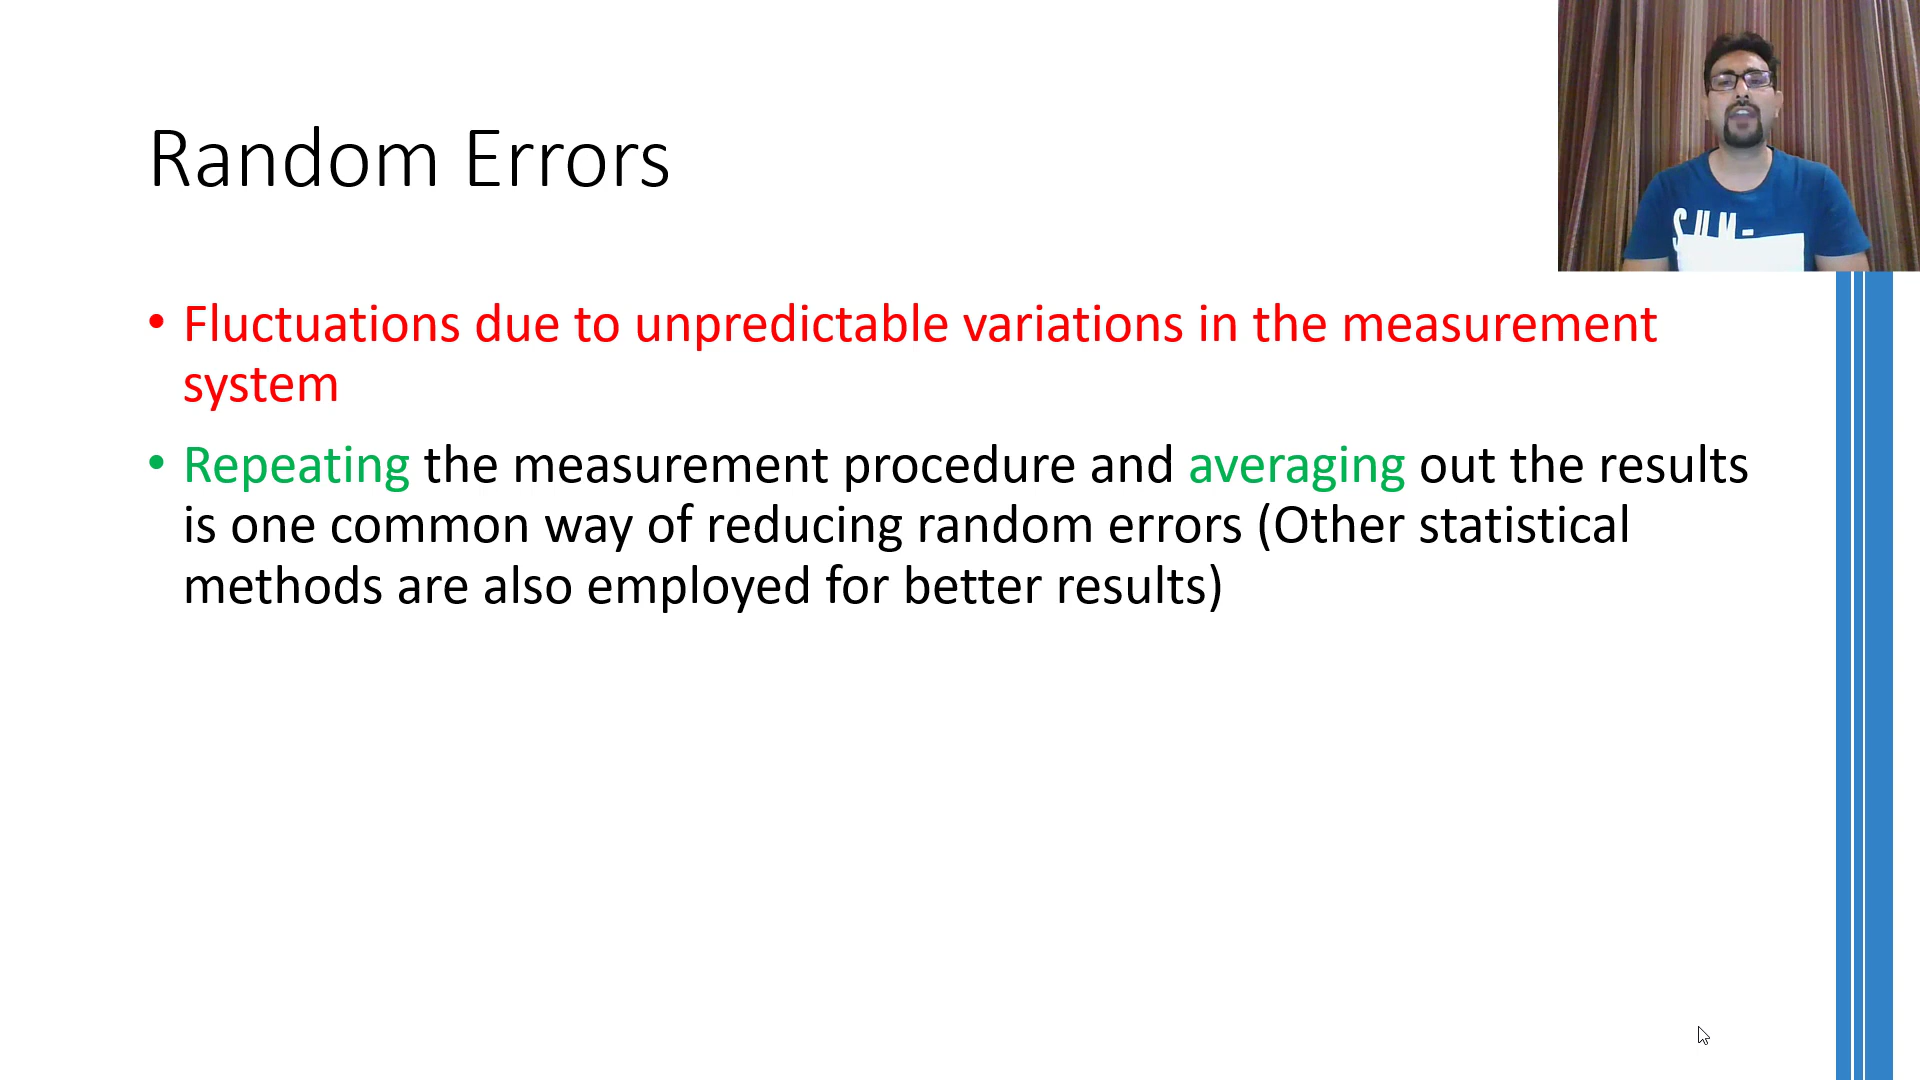 Random Errors
• Fluctuations due to unpredictable variations in the measurement
system
• Repeating the measurement procedure and averaging out the results
is one common way of reducing random errors (Other statistical
methods are also employed for better results)